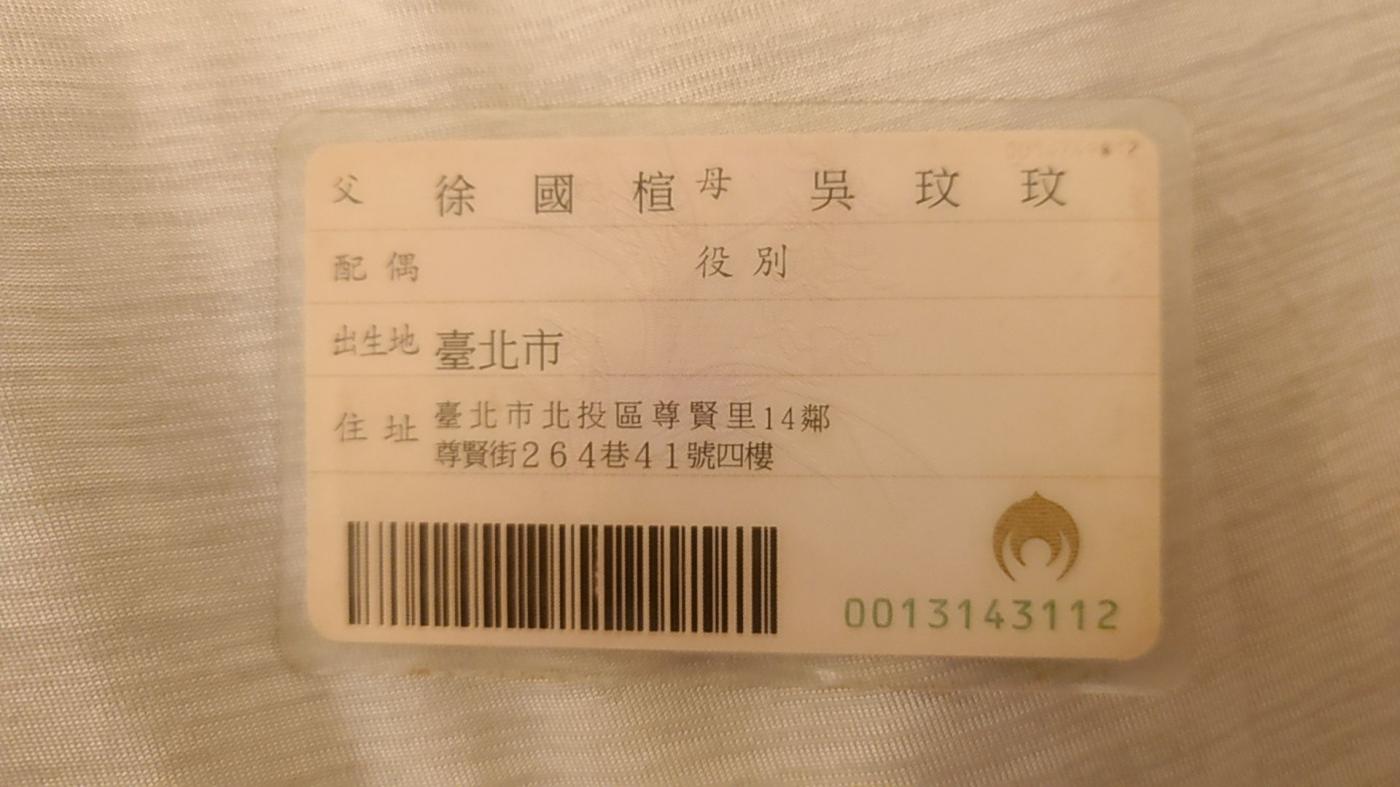 父 徐國楦 母 吳玟玟
配偶 役別
出生地 臺北市
住址 臺北市北投區尊賢里14鄰
尊賢街264巷41號四樓
0013143112